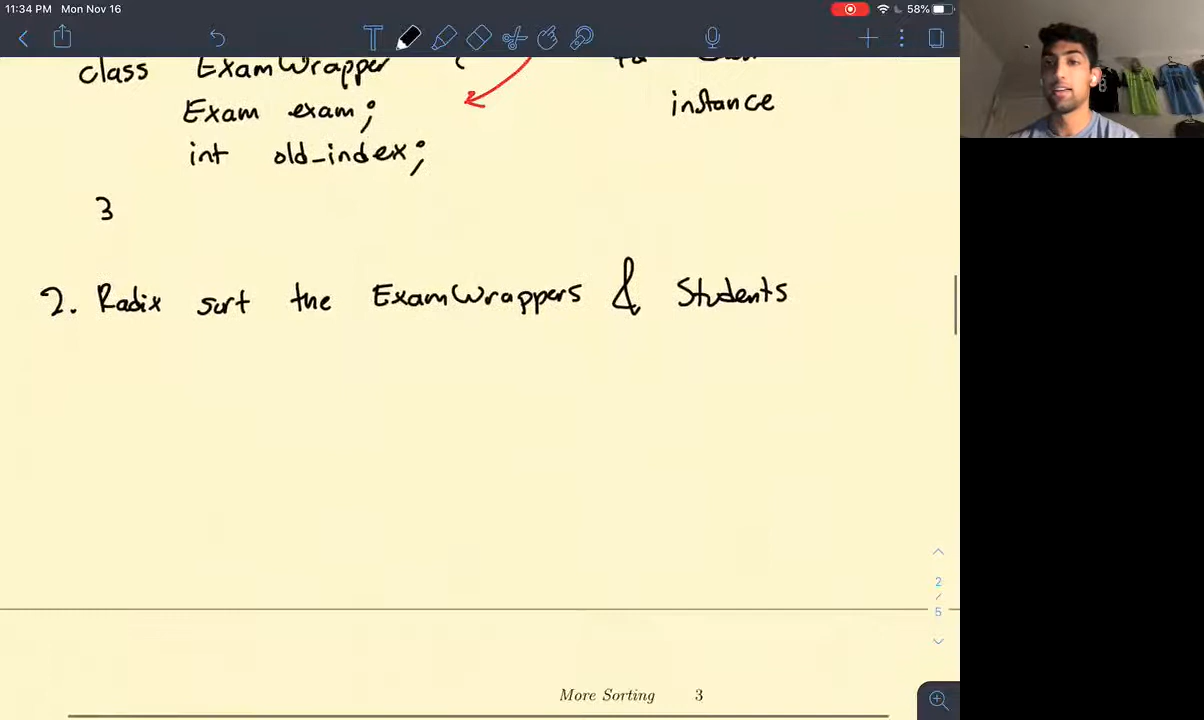 11:34 PM Mon Nov 16
58%
class ExamWrapper {
Exam exam;
instance
int old_index;
}
2. Radix sort the ExamWrappers & Students
2
/
5
More Sorting 3